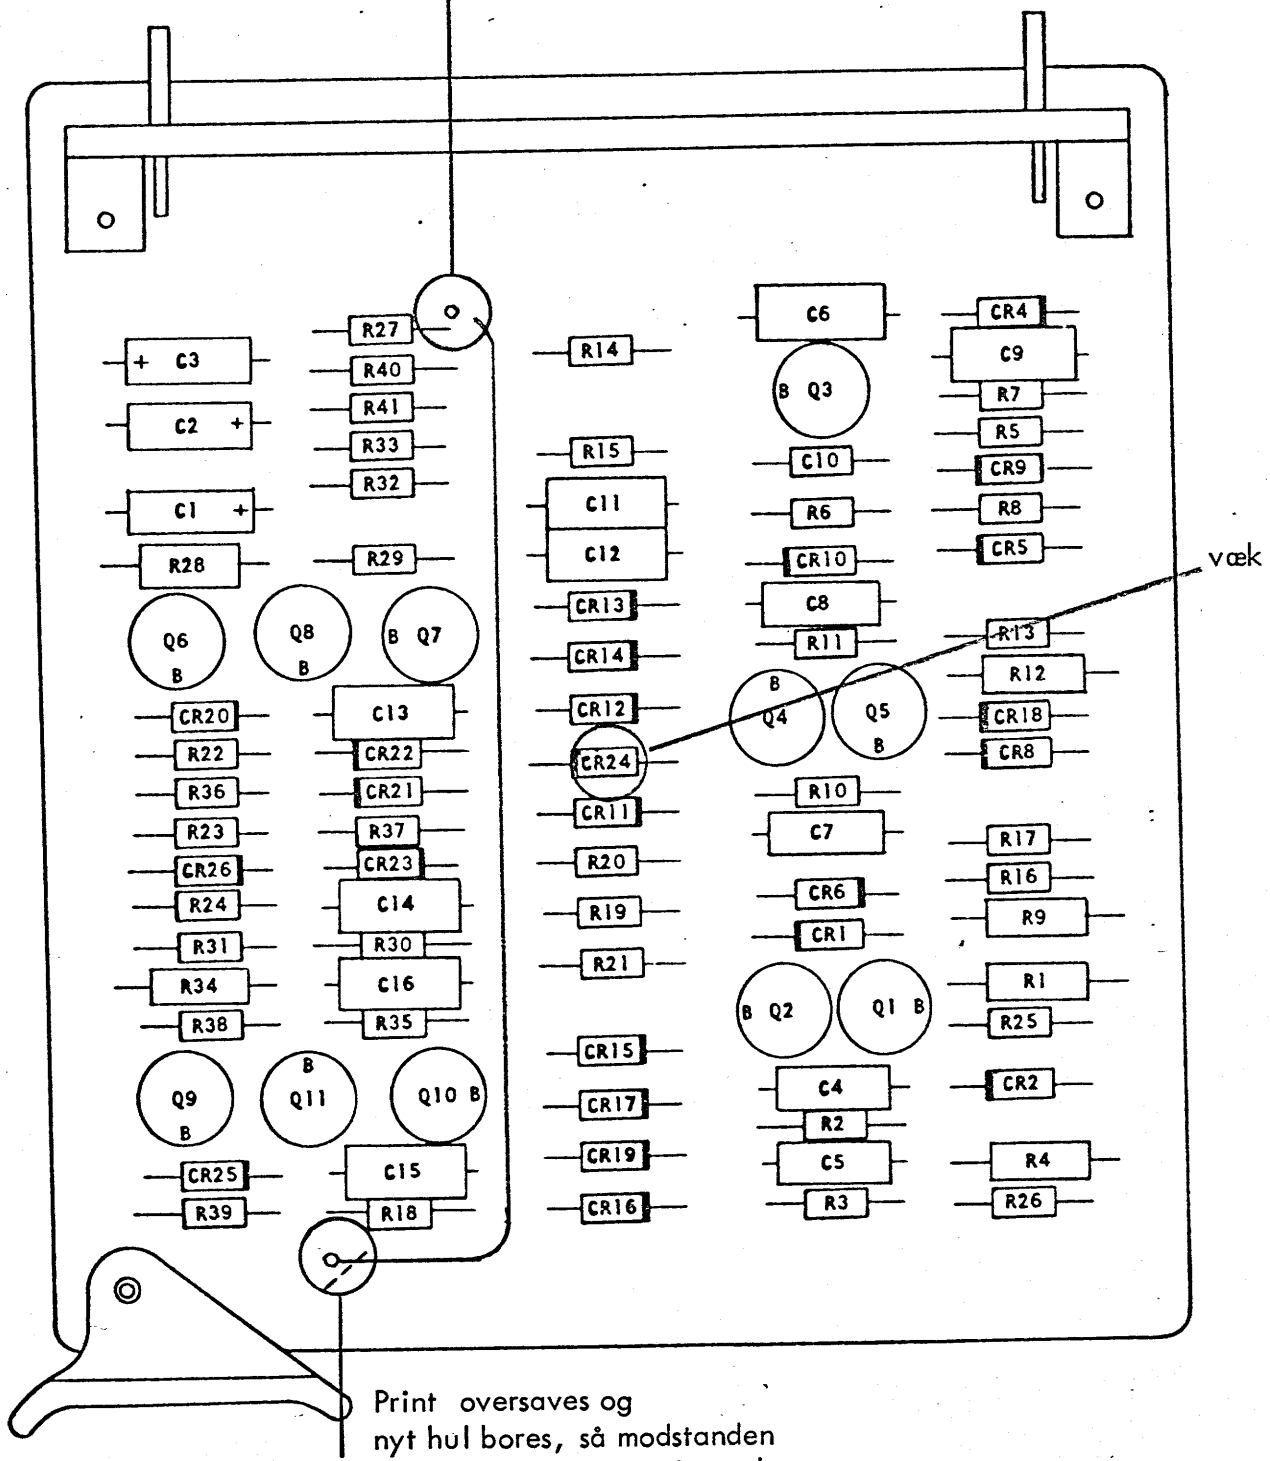 C3
+
C2
+
C1
+
R28
Q6
B
Q8
B
CR20
R22
R36
R23
CR26
R24
R31
R34
R38
Q9
B
Q11
B
CR25
R39
R27
R40
R41
R33
R32
R29
B Q7
C13
CR22
CR21
R37
CR23
C14
R30
C16
R35
Q10 B
C15
R18
R14
R15
C11
C12
CR13
CR14
CR12
CR24
CR11
R20
R19
R21
CR15
CR17
CR19
CR16
C6
B Q3
C10
R6
CR10
C8
R11
B
Q4
Q5
B
R10
C7
CR6
CR1
B Q2
Q1 B
C4
R2
C5
R3
CR4
C9
R7
R5
CR9
R8
CR5
R13
R12
CR18
CR8
R17
R16
R9
R1
R25
CR2
R4
R26
væk
Print oversaves og
nyt hul bores, så modstanden